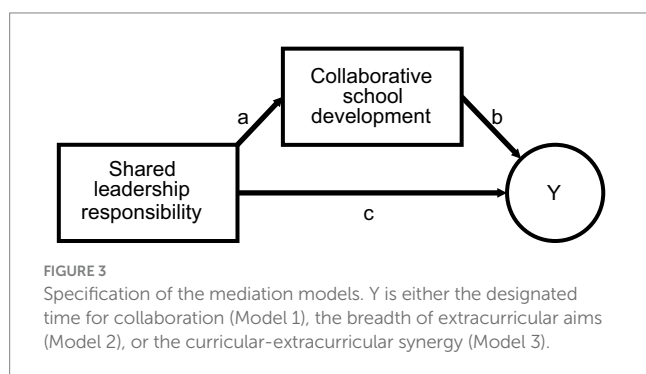 Collaborative
school
development
a
b
Shared
leadership
responsibility
Y
c
FIGURE 3
Specification of the mediation models. Y is either the designated
time for collaboration (Model 1), the breadth of extracurricular aims
(Model 2), or the curricular-extracurricular synergy (Model 3).